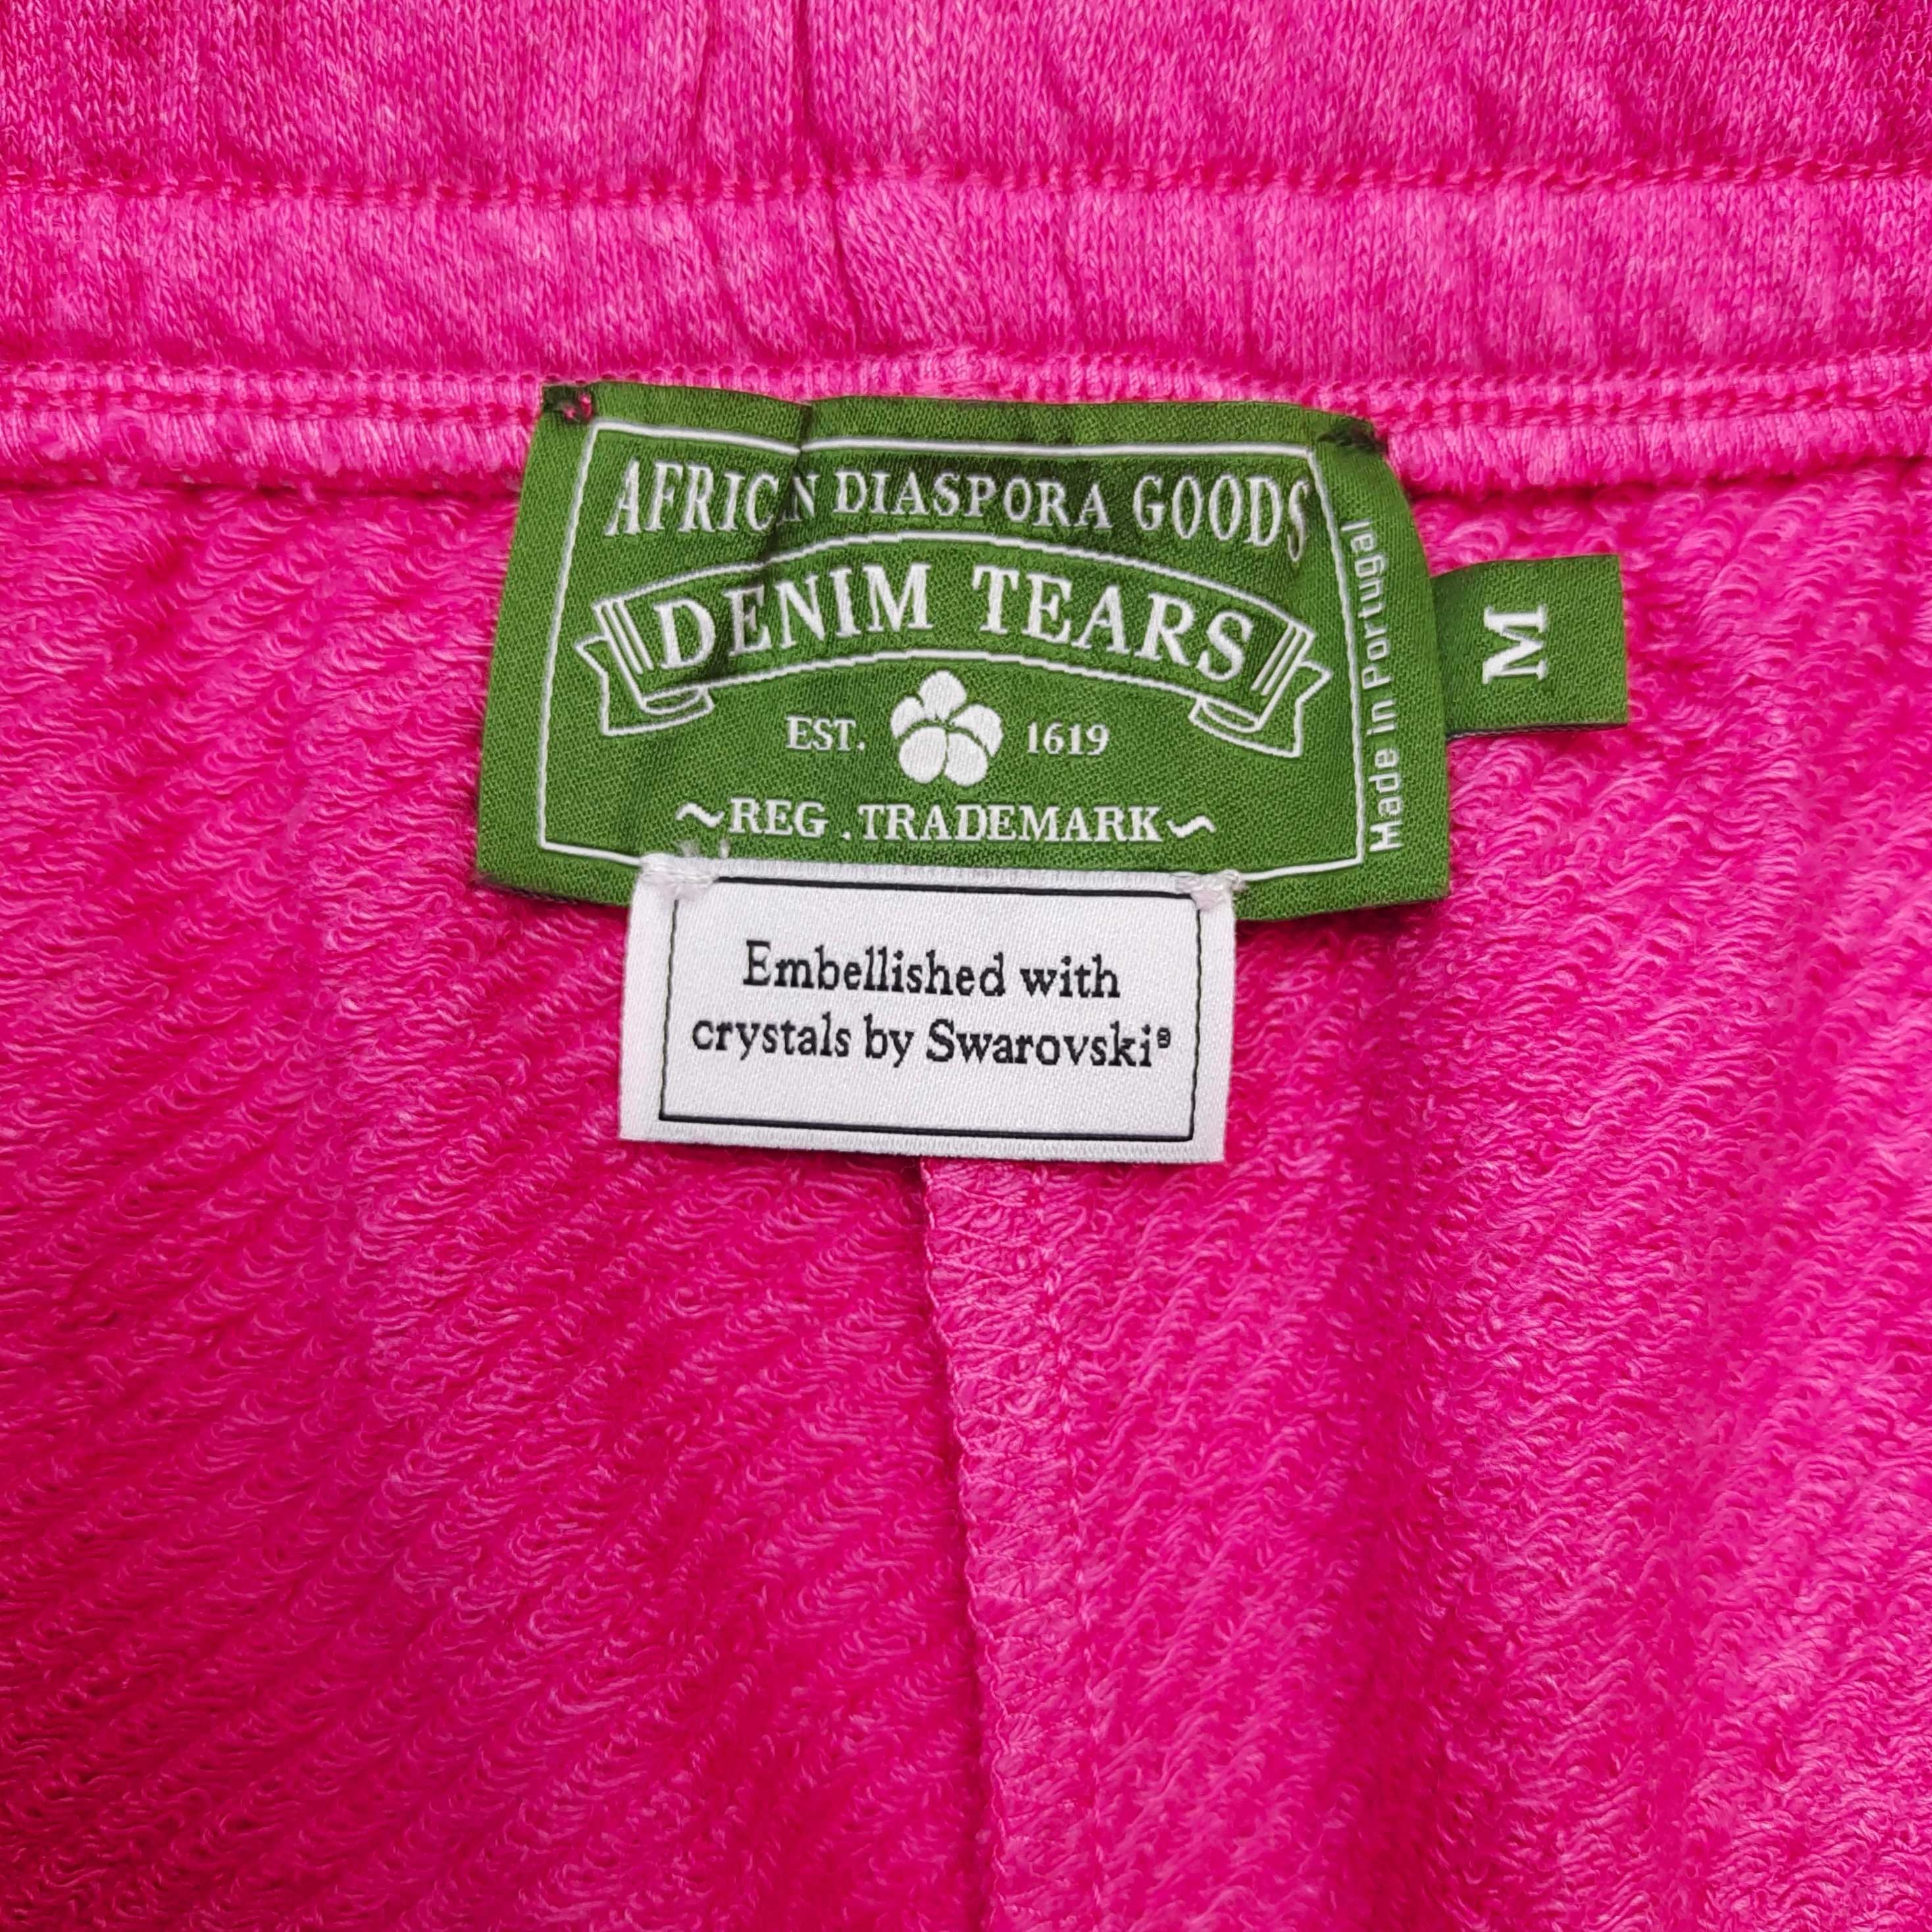 AFRICAN DIASPORA GOODS
DENIM TEARS
EST. 1619
~REG .TRADEMARK~
Made in Portugal
M
Embellished with
crystals by Swarovski®